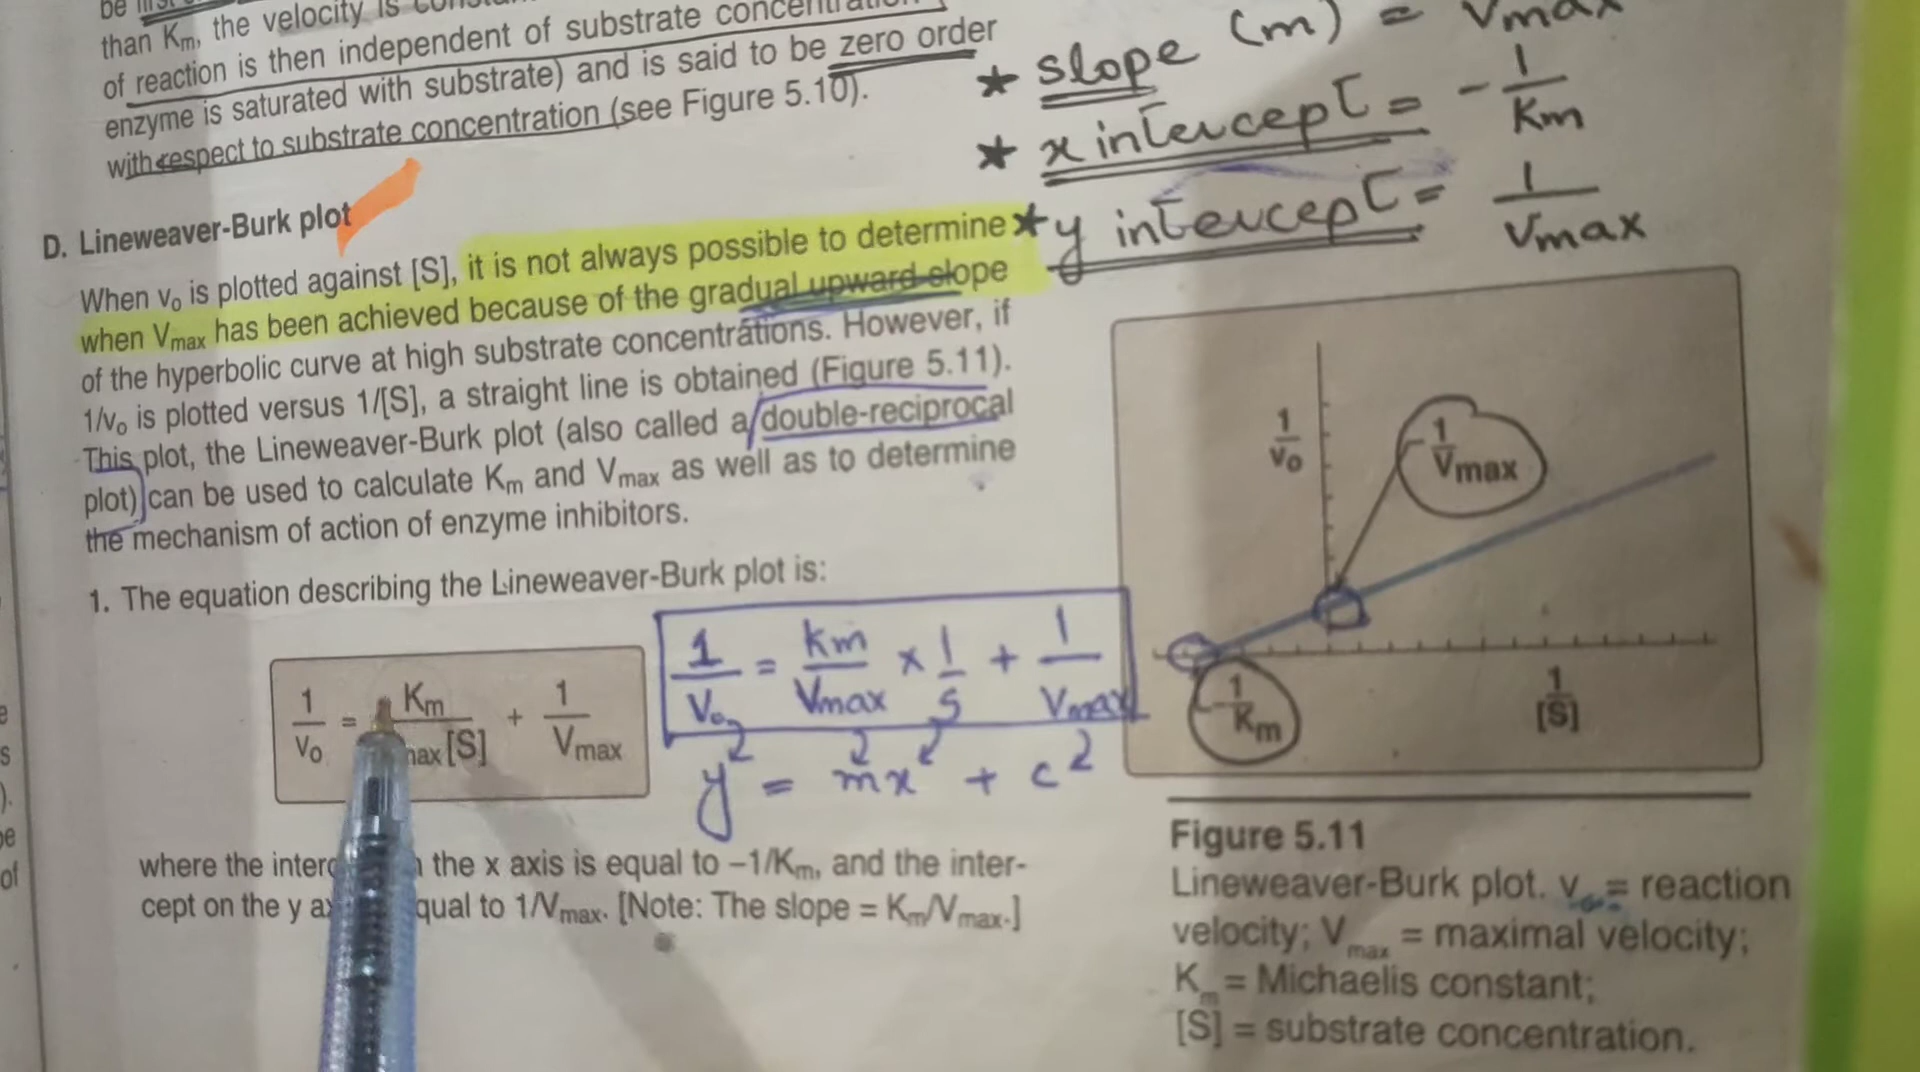 than Km, the velocity is
of reaction is then independent of substrate concentration
enzyme is saturated with substrate) and is said to be zero order
with respect to substrate concentration (see Figure 5.10).
★ slope (m) = Vmax
★ x intercept = - 1/Km
★ y intercept = 1/Vmax
D. Lineweaver-Burk plot
When vo is plotted against [S], it is not always possible to determine
when Vmax has been achieved because of the gradual upward slope
of the hyperbolic curve at high substrate concentrations. However, if
1/vo is plotted versus 1/[S], a straight line is obtained (Figure 5.11).
This plot, the Lineweaver-Burk plot (also called a double-reciprocal
plot) can be used to calculate Km and Vmax as well as to determine
the mechanism of action of enzyme inhibitors.
1. The equation describing the Lineweaver-Burk plot is:
1/vo = Km/max[S] + 1/Vmax
1/Vo = Km/Vmax × 1/S + 1/Vmax
y = mx + c
where the the x axis is equal to –1/Km, and the inter-
cept on the y equal to 1/Vmax. [Note: The slope = Km/Vmax.]
1/vo
1/Vmax
-1/Km
1/[S]
Figure 5.11
Lineweaver-Burk plot. vo = reaction
velocity; Vmax = maximal velocity;
Km = Michaelis constant;
[S] = substrate concentration.